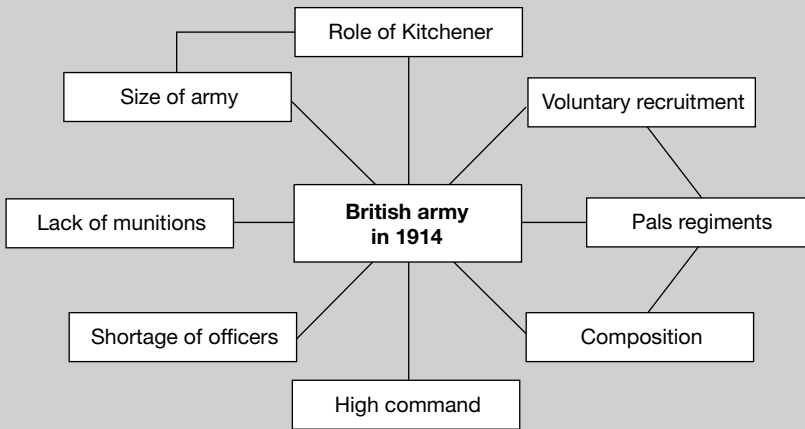 Role of Kitchener
Size of army
Voluntary recruitment
Lack of munitions
British army
in 1914
Pals regiments
Shortage of officers
Composition
High command